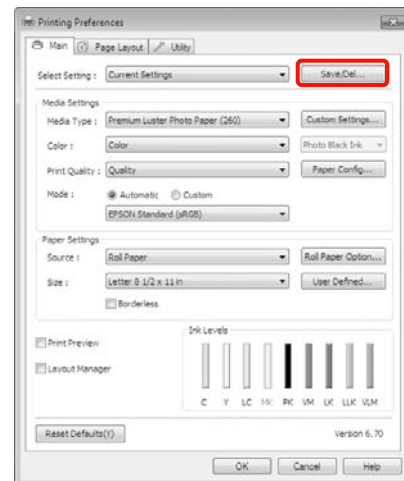 Printing Preferences
Main Page Layout Utility
Select Setting : Current Settings Save/Del...
Media Settings
Media Type : Premium Luster Photo Paper (260) Custom Settings...
Color : Color Photo Black Ink
Print Quality : Quality Paper Config...
Mode : Automatic Custom
EPSON Standard (sRGB)
Paper Settings
Source : Roll Paper Roll Paper Option...
Size : Letter 8 1/2 x 11 in User Defined...
Borderless
Print Preview
Layout Manager
Ink Levels
C Y LC MK PK VM LK LLK VLM
Reset Defaults(Y) Version 6.70
OK Cancel Help